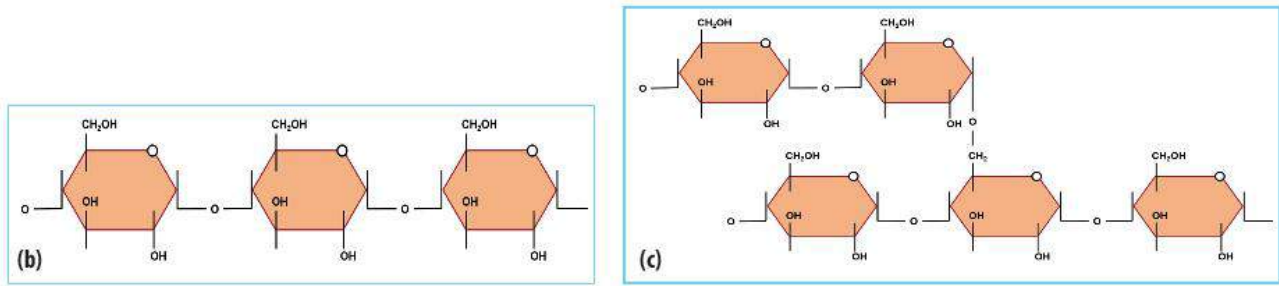 CH2OH CH2OH CH2OH
O OH OH O OH OH O OH OH
(b)
CH2OH CH2OH
O OH OH O OH OH
O
CH2OH CH2 CH2OH
O OH OH O OH OH O OH OH
(c)